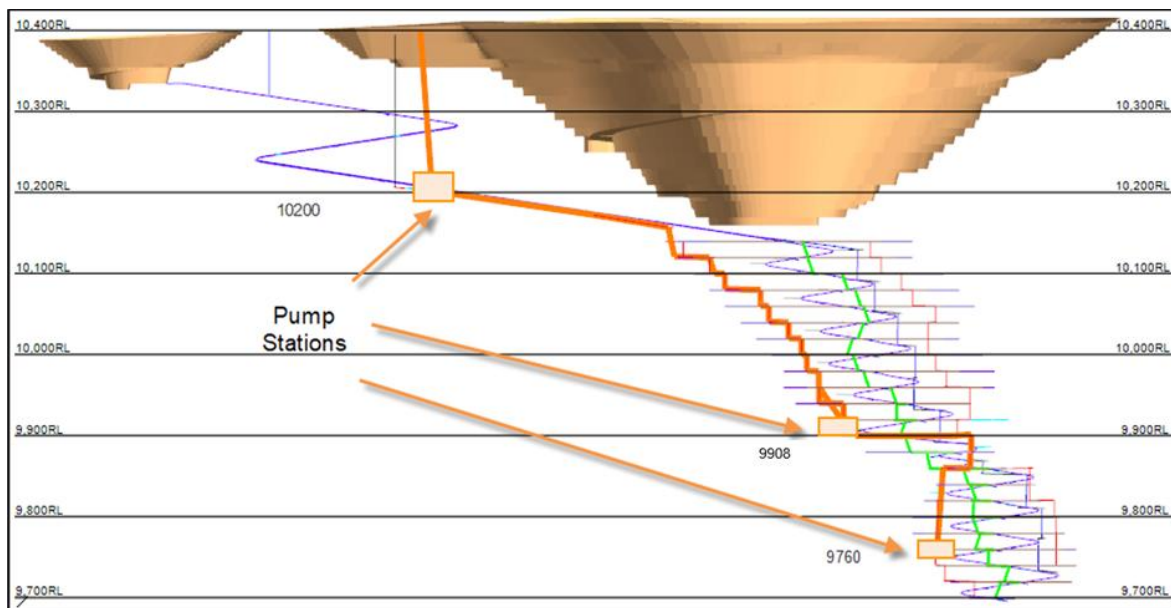 10,400RL 10,400RL
10,300RL 10,300RL
10,200RL 10,200RL
10200
10,100RL 10,100RL
Pump
Stations
10,000RL 10,000RL
9,900RL 9,900RL
9908
9,800RL 9,800RL
9760
9,700RL 9,700RL